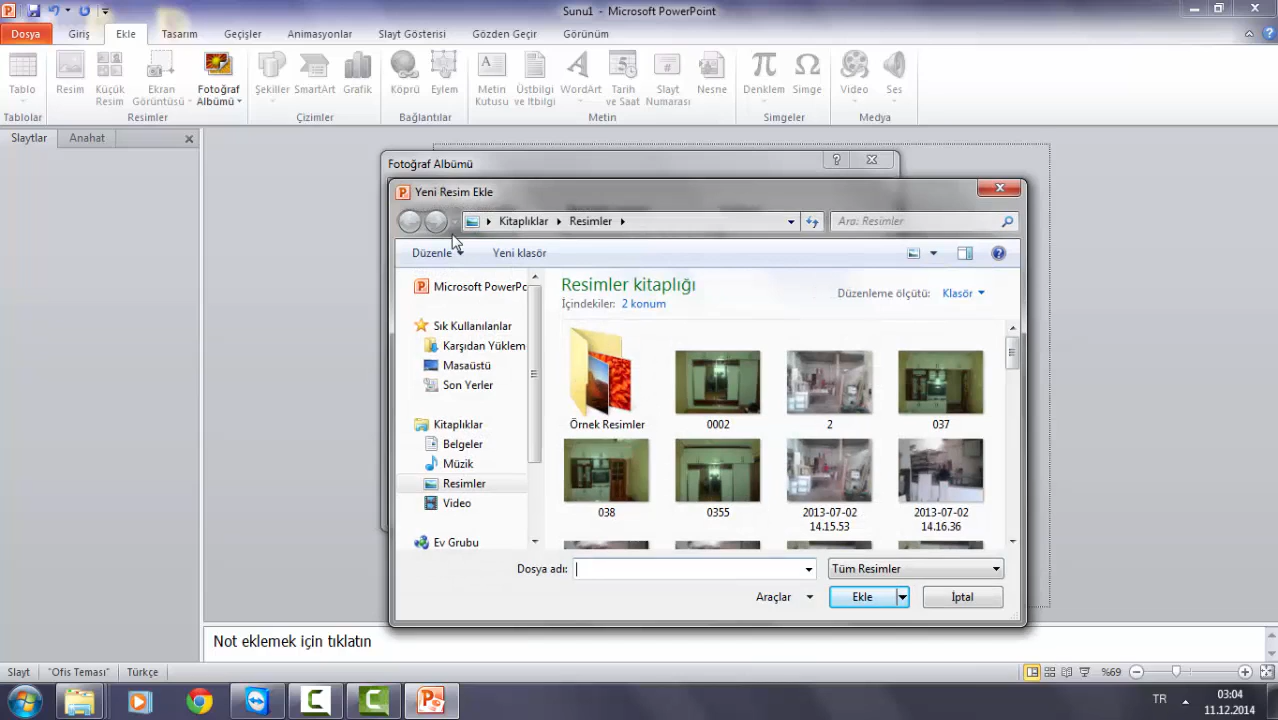 Sunu1 - Microsoft PowerPoint
Dosya Giriş Ekle Tasarım Geçişler Animasyonlar Slayt Gösterisi Gözden Geçir Görünüm
Tablo Resim Küçük Resim Ekran Görüntüsü Fotoğraf Albümü Şekiller SmartArt Grafik Köprü Eylem Metin Kutusu Üstbilgi ve Itbilgi WordArt Tarih ve Saat Slayt Numarası Nesne Denklem Simge Video Ses
Tablolar Resimler Çizimler Bağlantılar Metin Simgeler Medya
Slaytlar Anahat
Fotoğraf Albümü
Yeni Resim Ekle
Kitaplıklar Resimler Ara: Resimler
Düzenle Yeni klasör
Microsoft PowerPc
Sık Kullanılanlar
Karşıdan Yüklem
Masaüstü
Son Yerler
Kitaplıklar
Belgeler
Müzik
Resimler
Video
Ev Grubu
Resimler kitaplığı
İçindekiler: 2 konum
Düzenleme ölçütü: Klasör
Örnek Resimler 0002 2 037
038 0355 2013-07-02 14.15.53 2013-07-02 14.16.36
Dosya adı: Tüm Resimler
Araçlar Ekle İptal
Not eklemek için tıklatın
Slayt "Ofis Teması" Türkçe %69
TR 03:04
11.12.2014